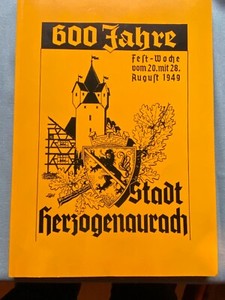 600 Jahre
Fest-Woche
vom 20. mit 28.
August 1949
Stadt
Herzogenaurach